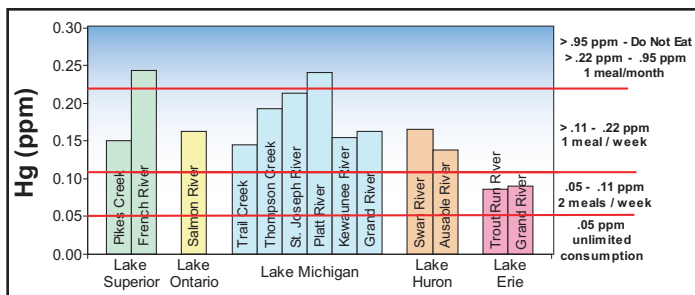 Hg (ppm)
0.30
0.25
0.20
0.15
0.10
0.05
0.00
Pikes Creek
French River
Salmon River
Trail Creek
Thompson Creek
St. Joseph River
Platt River
Kewaunee River
Grand River
Swan River
Ausable River
Trout Run River
Grand River
Lake
Superior
Lake
Ontario
Lake Michigan
Lake
Huron
Lake
Erie
> .95 ppm - Do Not Eat
> .22 ppm - .95 ppm
1 meal/month
> .11 - .22 ppm
1 meal / week
.05 - .11 ppm
2 meals / week
.05 ppm
unlimited
consumption